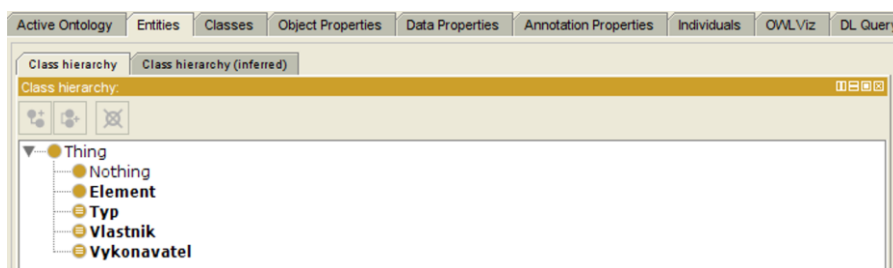 Active Ontology Entities Classes Object Properties Data Properties Annotation Properties Individuals OWLViz DL Query
Class hierarchy Class hierarchy (inferred)
Class hierarchy:
Thing
Nothing
Element
Typ
Vlastnik
Vykonavatel